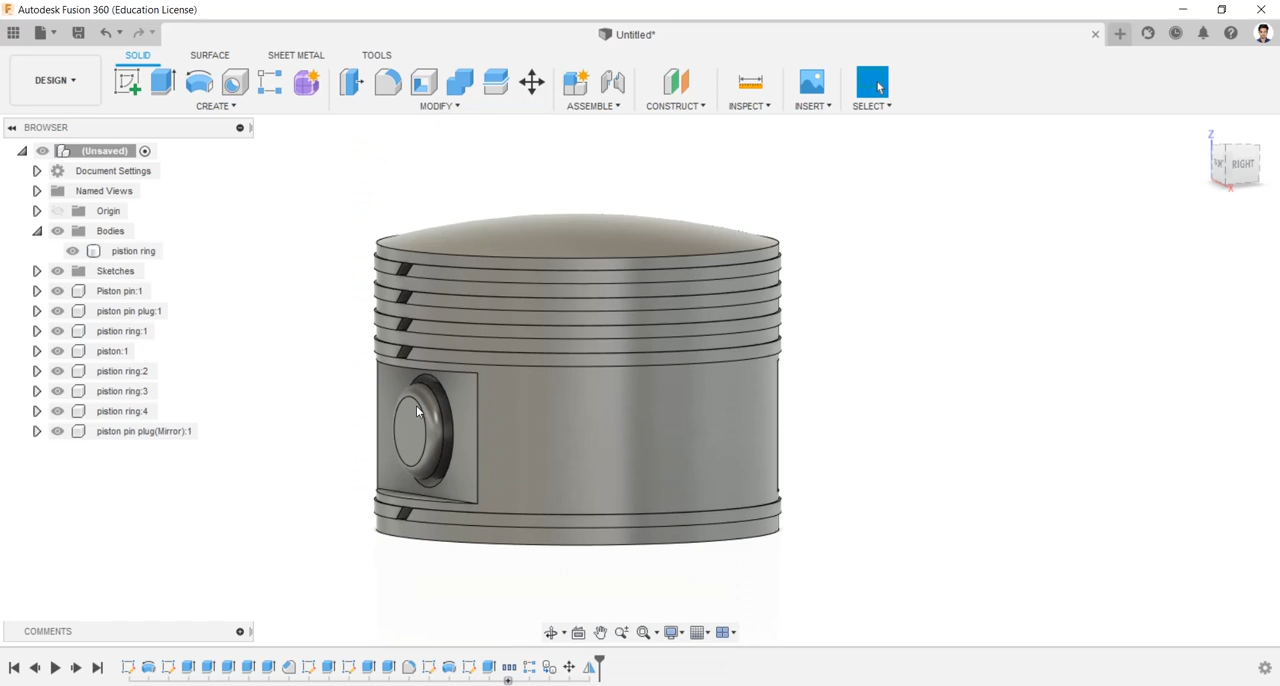 Autodesk Fusion 360 (Education License)
Untitled*
SOLID SURFACE SHEET METAL TOOLS
DESIGN
CREATE MODIFY ASSEMBLE CONSTRUCT INSPECT INSERT SELECT
BROWSER
(Unsaved)
Document Settings
Named Views
Origin
Bodies
pistion ring
Sketches
Piston pin:1
piston pin plug:1
pistion ring:1
piston:1
pistion ring:2
pistion ring:3
pistion ring:4
piston pin plug(Mirror):1
Z
RIGHT
X
COMMENTS